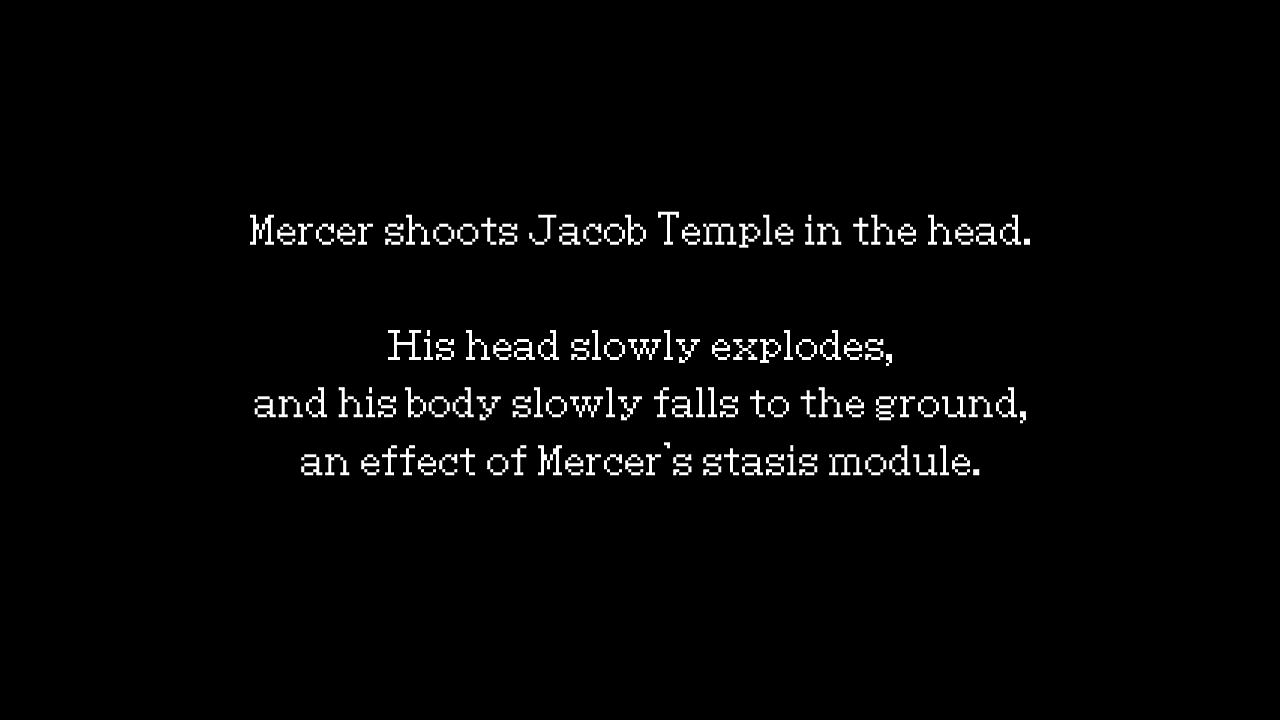 Mercer shoots Jacob Temple in the head.
His head slowly explodes,
and his body slowly falls to the ground,
an effect of Mercer's stasis module.